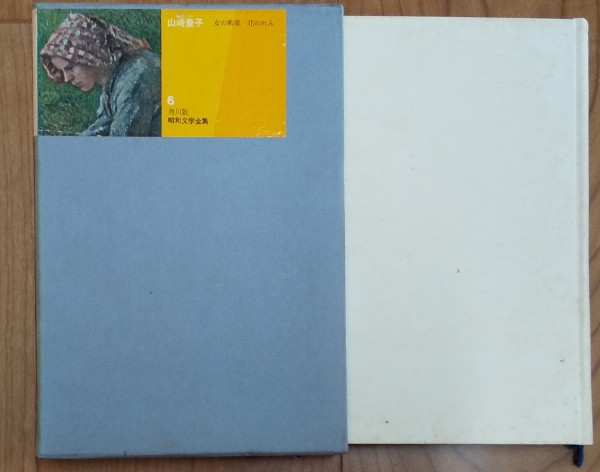 山崎豊子
女の勲章 花のれん
6
角川版
昭和文学全集